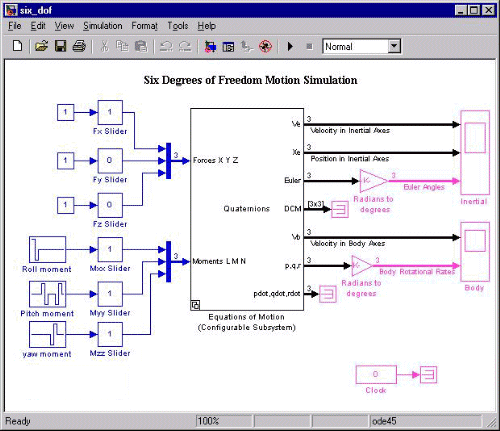 six_dof
File Edit View Simulation Format Tools Help
Normal
Six Degrees of Freedom Motion Simulation
1
1
Fx Slider
1
0
Fy Slider
1
0
Fz Slider
3
Forces X Y Z
Roll moment
1
Mxx Slider
Pitch moment
1
Myy Slider
yaw moment
1
Mzz Slider
3
Moments L M N
Quaternions
Ve
3
Velocity in Inertial Axes
Xe
3
Position in Inertial Axes
Euler
3
Radians to
degrees
3
Euler Angles
DCM
[3x3]
Inertial
Vb
3
Velocity in Body Axes
p,q,r
3
Radians to
degrees
3
Body Rotational Rates
pdot,qdot,rdot
3
Body
Equations of Motion
(Configurable Subsystem)
0
Clock
Ready 100% ode45